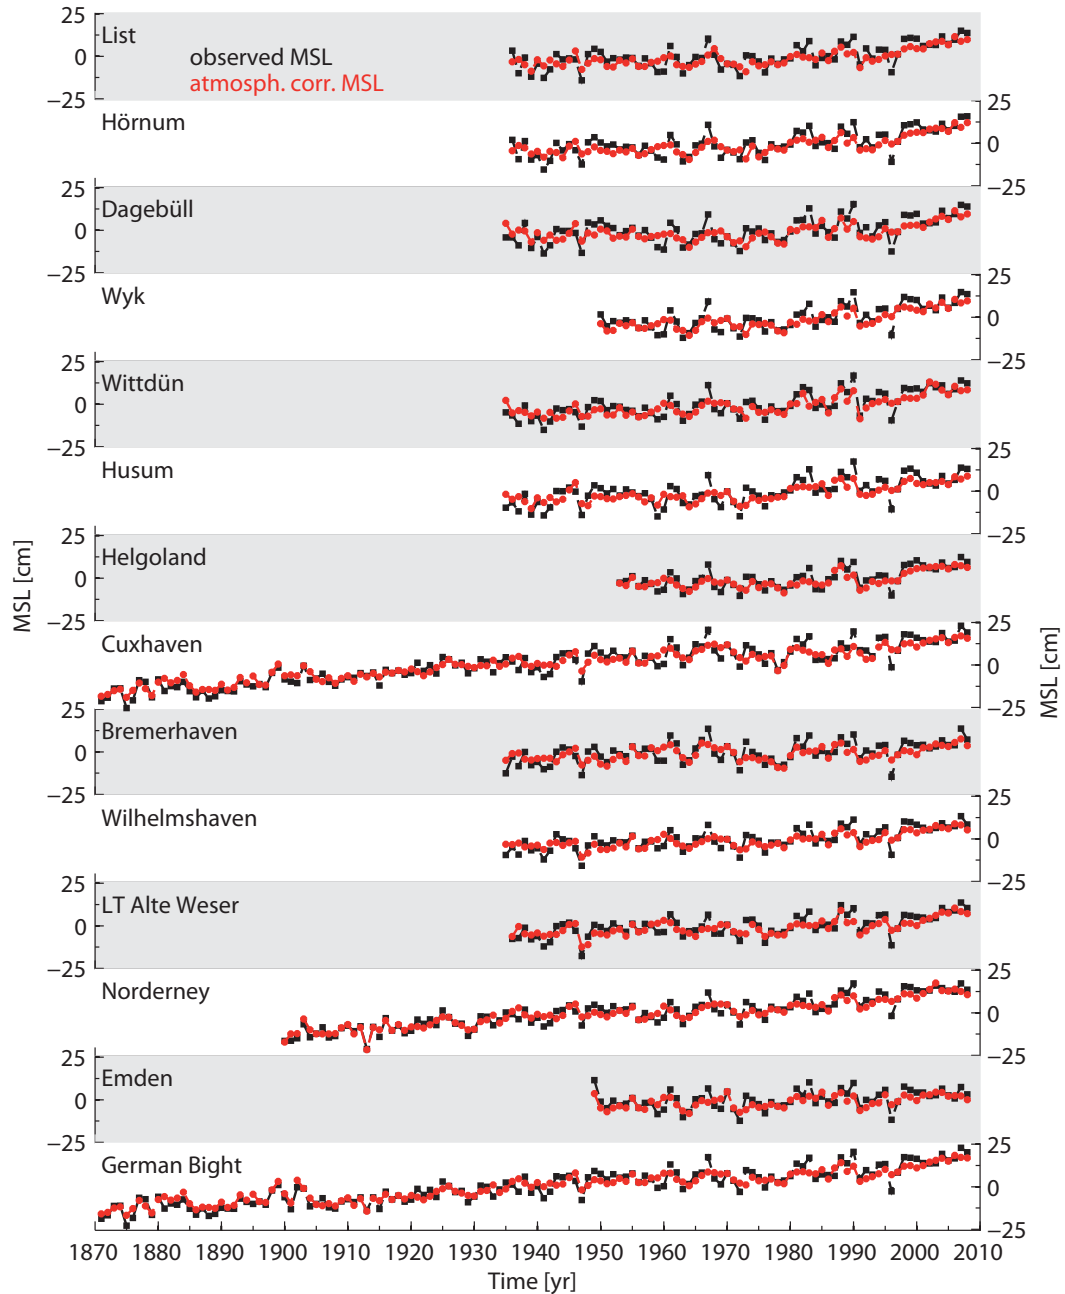 25
List
observed MSL
0
atmosph. corr. MSL
−25
25
Hörnum
0
−25
25
Dagebüll
0
−25
25
Wyk
0
−25
25
Wittdün
0
−25
25
Husum
0
−25
25
Helgoland
0
−25
25
Cuxhaven
0
−25
MSL [cm]
MSL [cm]
25
Bremerhaven
0
−25
25
Wilhelmshaven
0
−25
25
LT Alte Weser
0
−25
25
Norderney
0
−25
25
Emden
0
−25
25
German Bight
0
−25
1870 1880 1890 1900 1910 1920 1930 1940 1950 1960 1970 1980 1990 2000 2010
Time [yr]